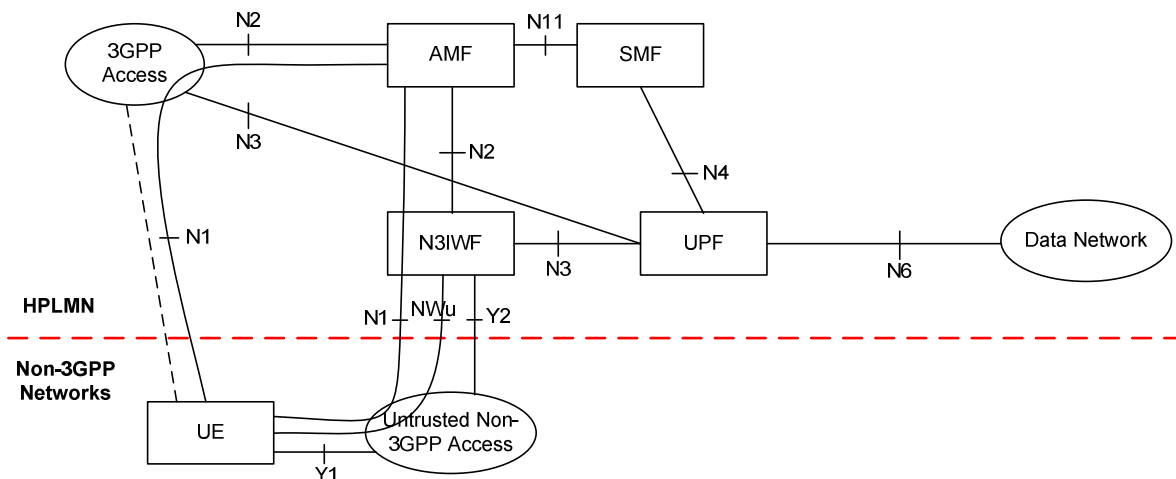 N2
N11
3GPP
Access
AMF
SMF
N3
N2
N4
N1
N3IWF
UPF
Data Network
N3
N6
HPLMN
N1
NWu
Y2
Non-3GPP
Networks
UE
Untrusted Non-
3GPP Access
Y1